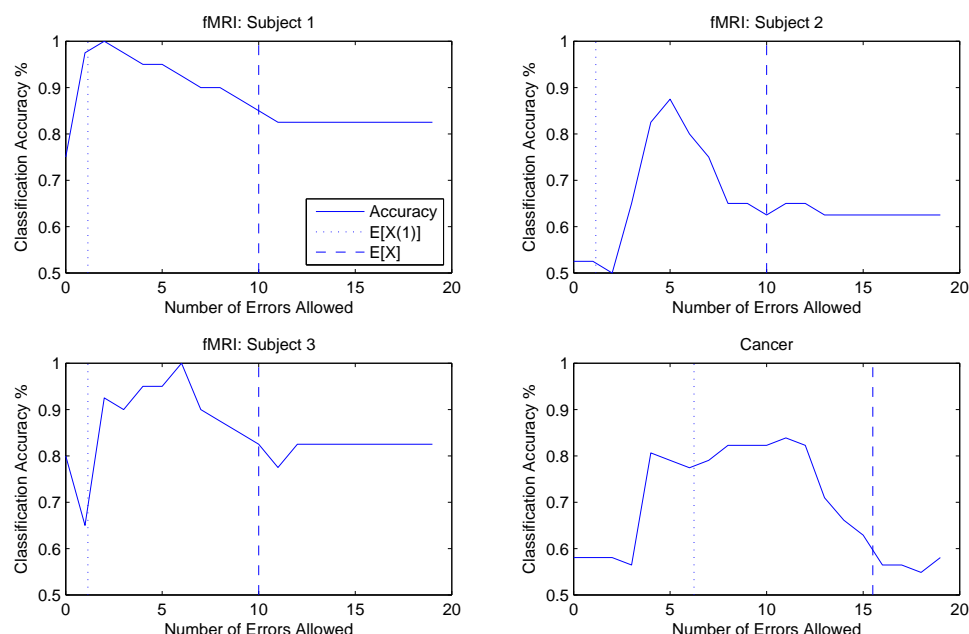 fMRI: Subject 1
1
0.9
0.8
0.7
0.6
0.5
Classification Accuracy %
0
5
10
15
20
Number of Errors Allowed
Accuracy
E[X(1)]
E[X]
fMRI: Subject 2
1
0.9
0.8
0.7
0.6
0.5
Classification Accuracy %
0
5
10
15
20
Number of Errors Allowed
fMRI: Subject 3
1
0.9
0.8
0.7
0.6
0.5
Classification Accuracy %
0
5
10
15
20
Number of Errors Allowed
Cancer
1
0.9
0.8
0.7
0.6
0.5
Classification Accuracy %
0
5
10
15
20
Number of Errors Allowed